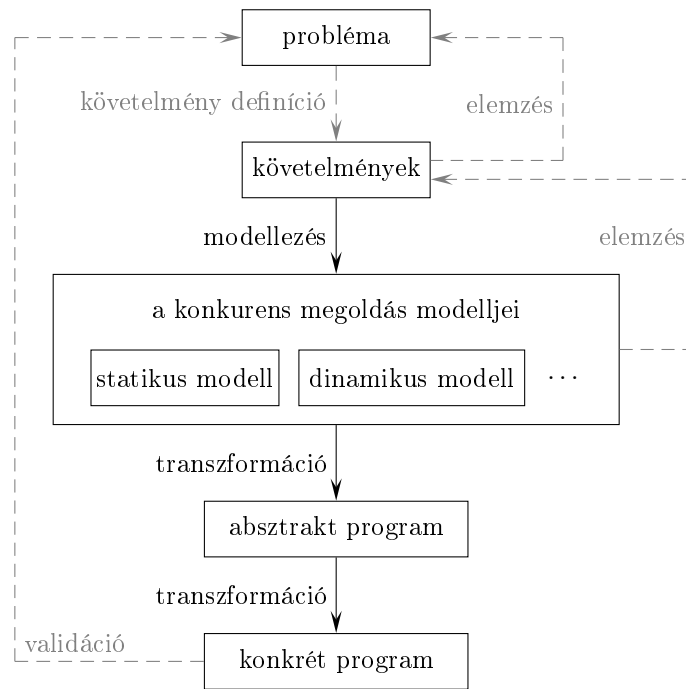 probléma
követelmény definíció
elemzés
követelmények
modellezés
elemzés
a konkurens megoldás modelljei
statikus modell
dinamikus modell
...
transzformáció
absztrakt program
transzformáció
validáció
konkrét program